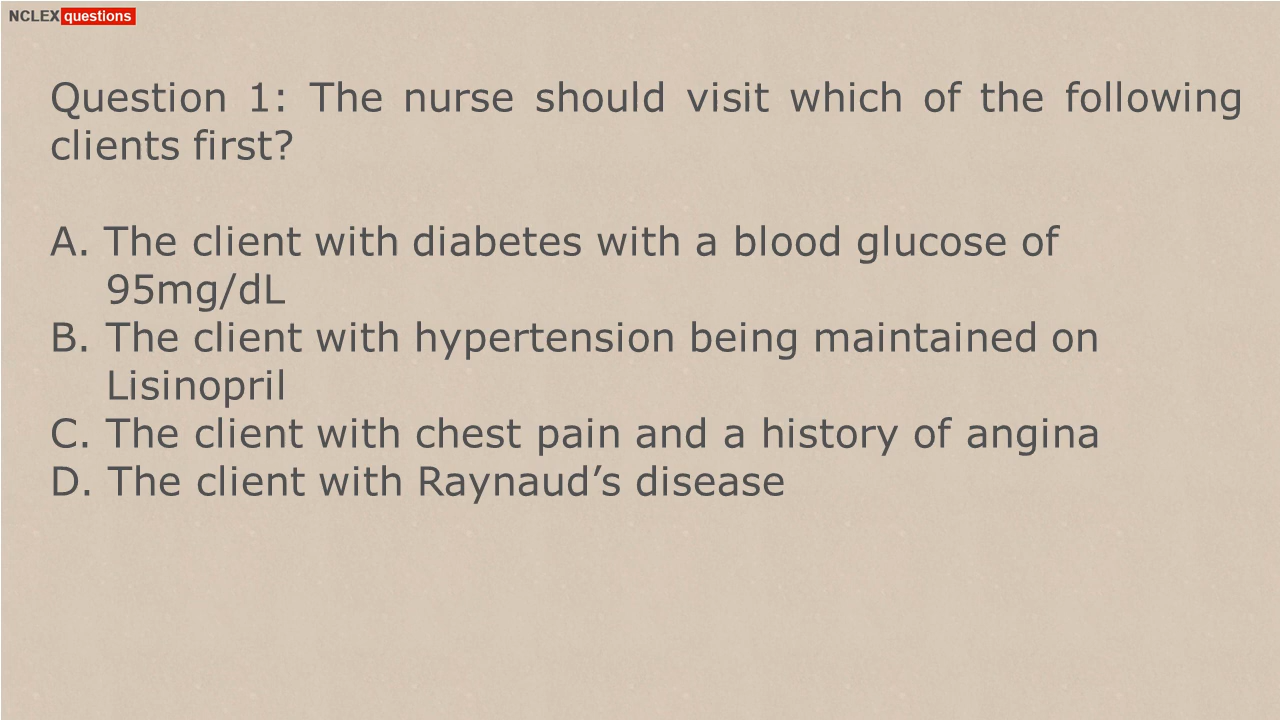 NCLEX questions
Question 1: The nurse should visit which of the following
clients first?
A. The client with diabetes with a blood glucose of
95mg/dL
B. The client with hypertension being maintained on
Lisinopril
C. The client with chest pain and a history of angina
D. The client with Raynaud’s disease